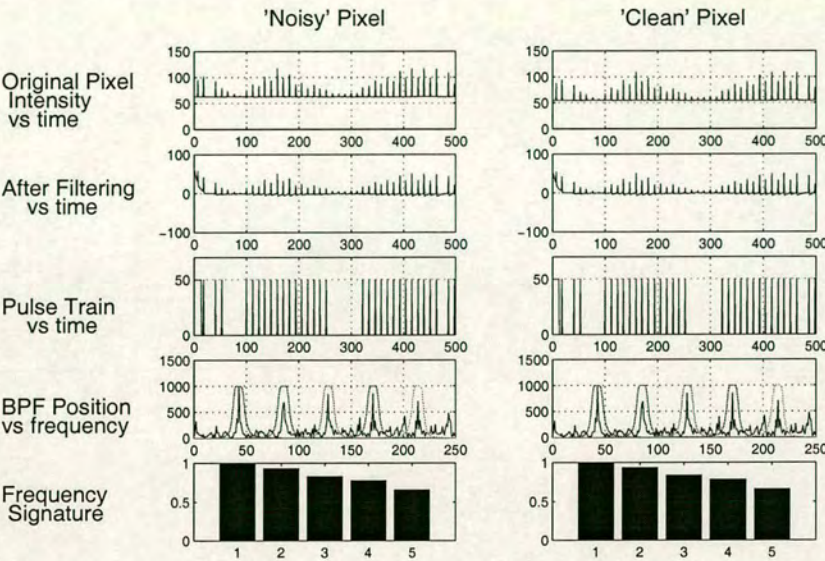 'Noisy' Pixel 'Clean' Pixel
Original Pixel
Intensity
vs time
150
100
50
0
0 100 200 300 400 500
150
100
50
0
0 100 200 300 400 500
After Filtering
vs time
100
0
−100
0 100 200 300 400 500
100
0
−100
0 100 200 300 400 500
Pulse Train
vs time
50
0
0 100 200 300 400 500
50
0
0 100 200 300 400 500
BPF Position
vs frequency
1500
1000
500
0
0 50 100 150 200 250
1500
1000
500
0
0 50 100 150 200 250
Frequency
Signature
1
0.5
0
1 2 3 4 5
1
0.5
0
1 2 3 4 5